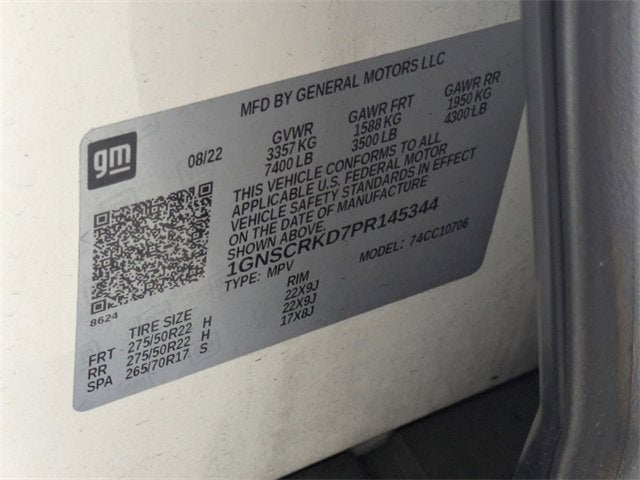 MFD BY GENERAL MOTORS LLC
gm
08/22
GVWR GAWR FRT GAWR RR
3357 KG 1588 KG 1950 KG
7400 LB 3500 LB 4300 LB
THIS VEHICLE CONFORMS TO ALL
APPLICABLE U.S. FEDERAL MOTOR
VEHICLE SAFETY STANDARDS IN EFFECT
ON THE DATE OF MANUFACTURE
SHOWN ABOVE.
1GNSCRKD7PR145344
TYPE: MPV MODEL: 74CC10706
8624
TIRE SIZE RIM
FRT 275/50R22 H 22X9J
RR 275/50R22 H 22X9J
SPA 265/70R17 S 17X8J